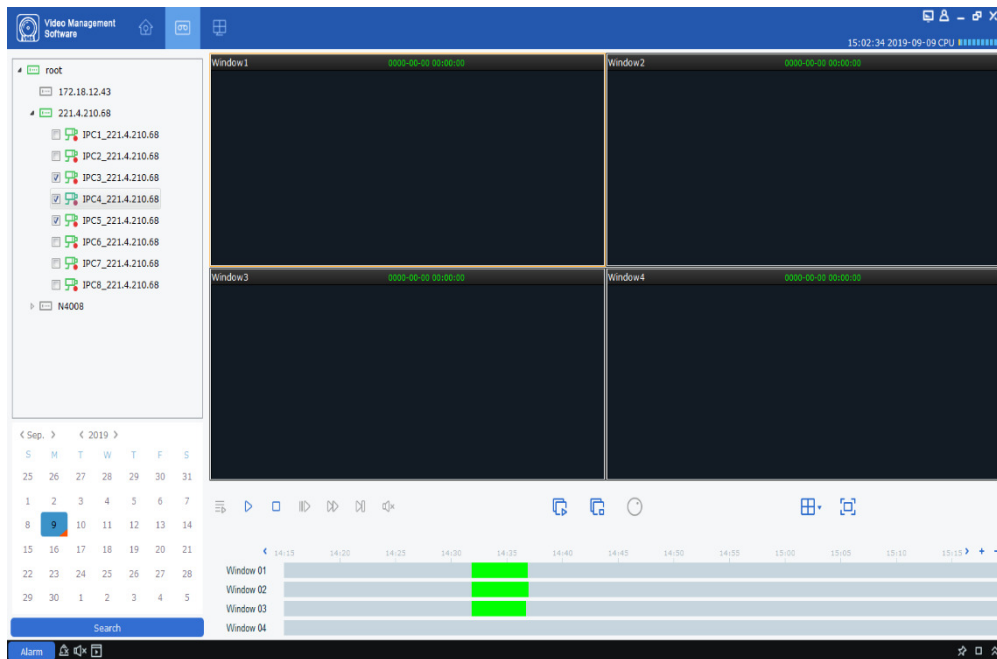 Video Management
Software
15:02:34 2019-09-09 CPU
root
172.18.12.43
221.4.210.68
IPC1_221.4.210.68
IPC2_221.4.210.68
IPC3_221.4.210.68
IPC4_221.4.210.68
IPC5_221.4.210.68
IPC6_221.4.210.68
IPC7_221.4.210.68
IPC8_221.4.210.68
N4008
Window1 0000-00-00 00:00:00
Window2 0000-00-00 00:00:00
Window3 0000-00-00 00:00:00
Window4 0000-00-00 00:00:00
Sep. 2019
S M T W T F S
25 26 27 28 29 30 31
1 2 3 4 5 6 7
8 9 10 11 12 13 14
15 16 17 18 19 20 21
22 23 24 25 26 27 28
29 30 1 2 3 4 5
Search
14:15 14:20 14:25 14:30 14:35 14:40 14:45 14:50 14:55 15:00 15:05 15:10 15:15
Window 01
Window 02
Window 03
Window 04
Alarm